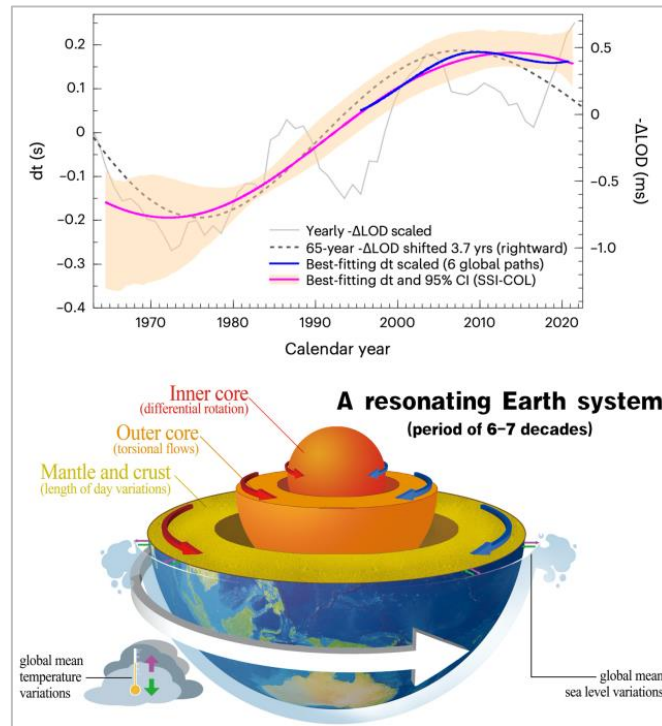 0.2
0.1
0
−0.1
−0.2
−0.3
−0.4
dt (s)
0.5
0
−0.5
−1.0
-ΔLOD (ms)
Yearly -ΔLOD scaled
65-year -ΔLOD shifted 3.7 yrs (rightward)
Best-fitting dt scaled (6 global paths)
Best-fitting dt and 95% CI (SSI-COL)
1970 1980 1990 2000 2010 2020
Calendar year
A resonating Earth system
(period of 6–7 decades)
Inner core
(differential rotation)
Outer core
(torsional flows)
Mantle and crust
(length of day variations)
global mean
temperature
variations
global mean
sea level variations